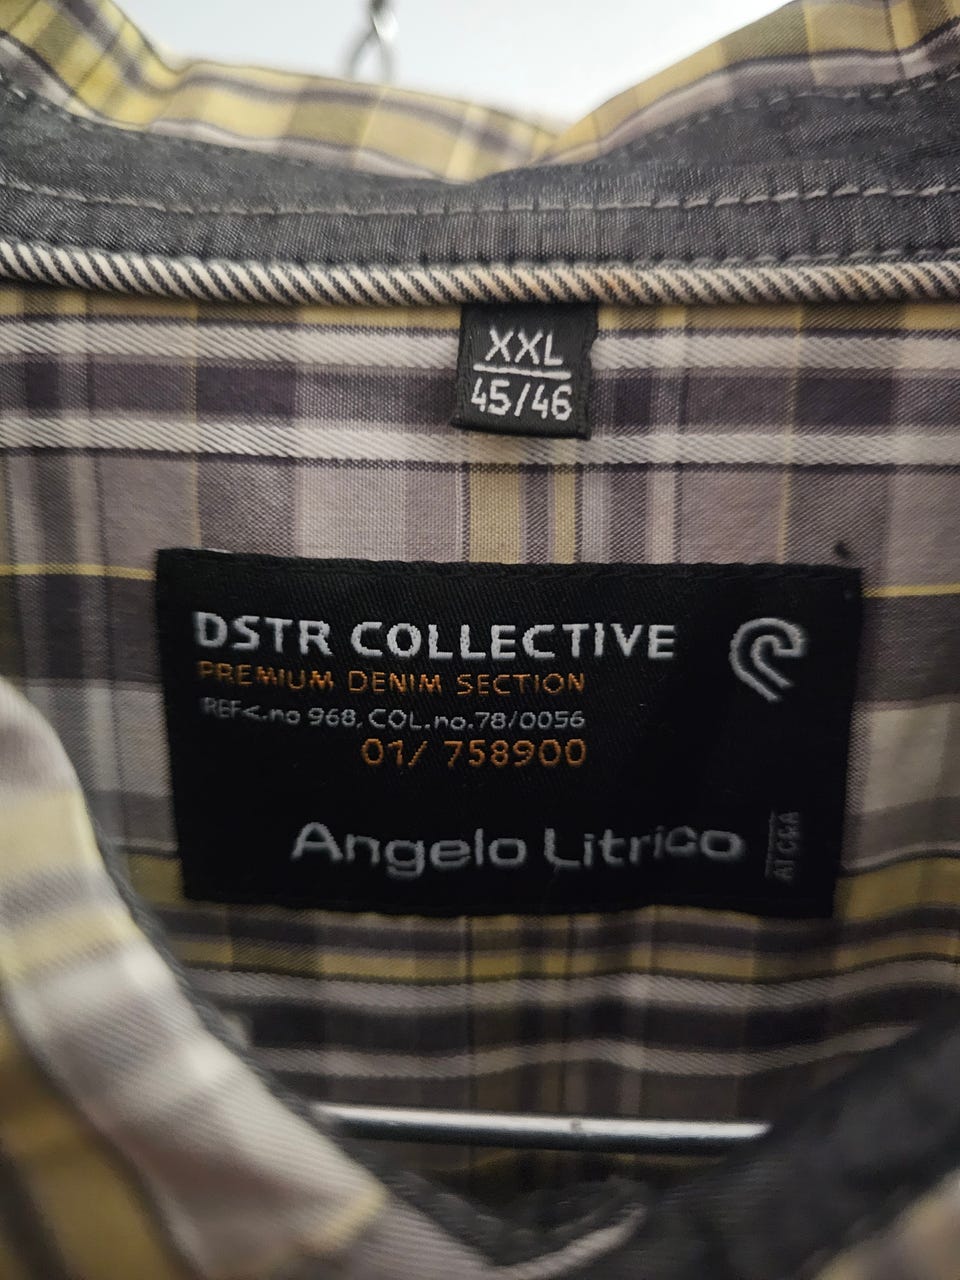 XXL
45/46
DSTR COLLECTIVE
PREMIUM DENIM SECTION
REF<.no 968, COL.no.78/0056
01/ 758900
Angelo Litrico
AT C&A